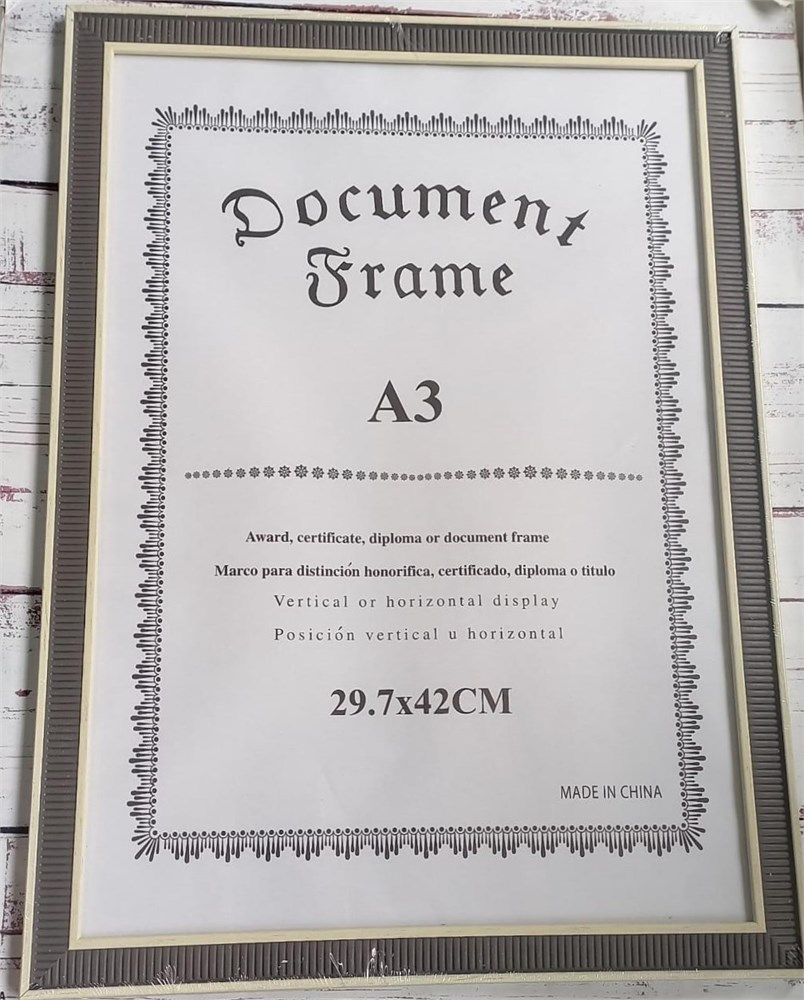 Document
Frame
A3
Award, certificate, diploma or document frame
Marco para distinción honorifica, certificado, diploma o titulo
Vertical or horizontal display
Posición vertical u horizontal
29.7x42CM
MADE IN CHINA